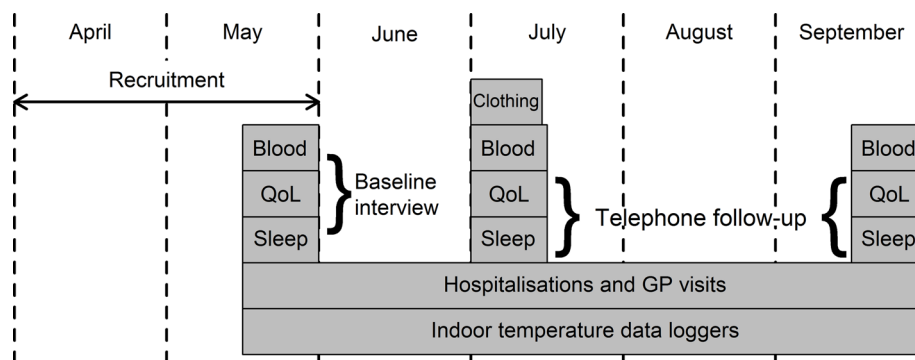 April May June July August September
Recruitment
Clothing
Blood Blood Blood
QoL Baseline QoL QoL
interview Telephone follow-up
Sleep Sleep Sleep
Hospitalisations and GP visits
Indoor temperature data loggers